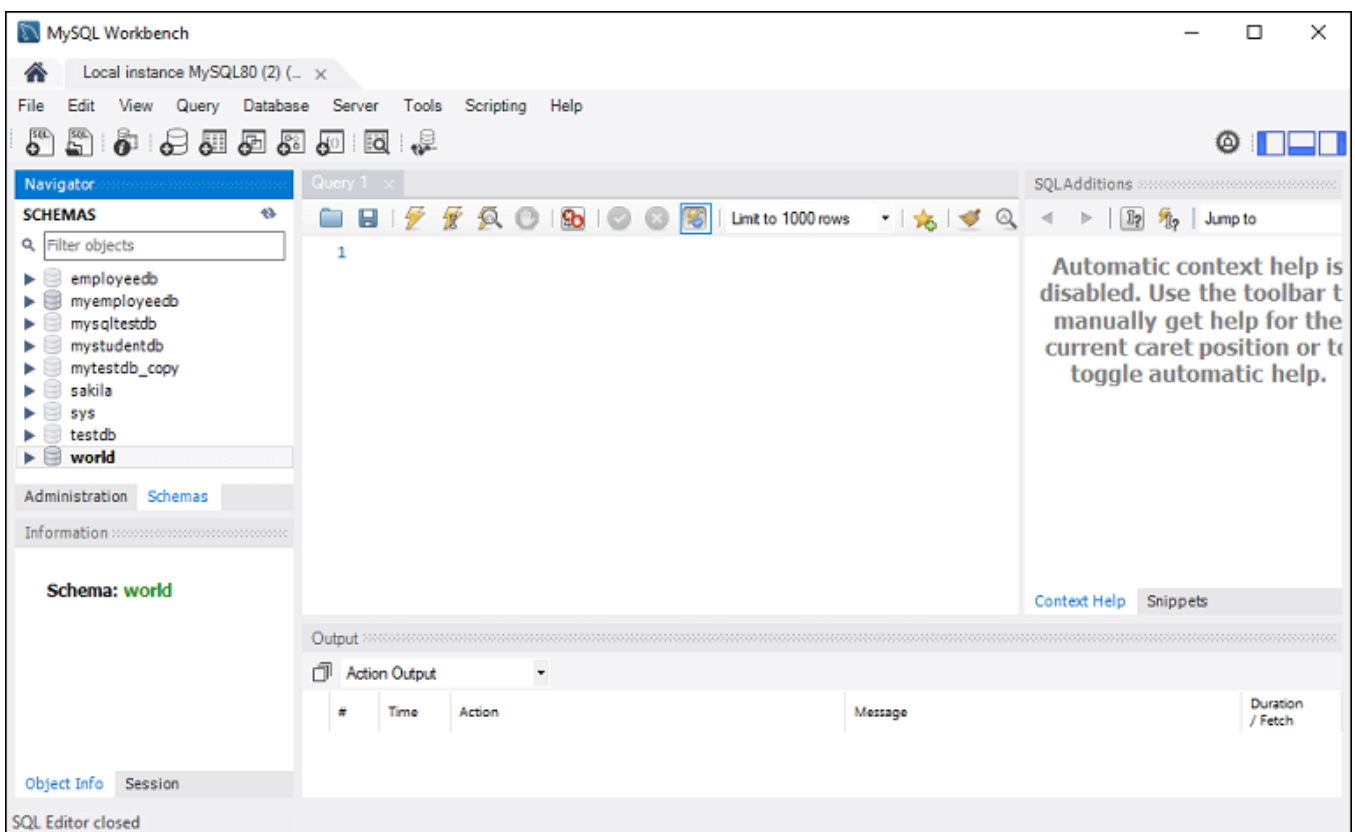 MySQL Workbench
Local instance MySQL80 (2) (...
File Edit View Query Database Server Tools Scripting Help
Navigator
SCHEMAS
Filter objects
employeedb
myemployeedb
mysqltestdb
mystudentdb
mytestdb_copy
sakila
sys
testdb
world
Administration Schemas
Information
Schema: world
Object Info Session
Query 1
Limit to 1000 rows
1
SQLAdditions
Jump to
Automatic context help is
disabled. Use the toolbar t
manually get help for the
current caret position or to
toggle automatic help.
Context Help Snippets
Output
Action Output
# Time Action Message Duration
/ Fetch
SQL Editor closed